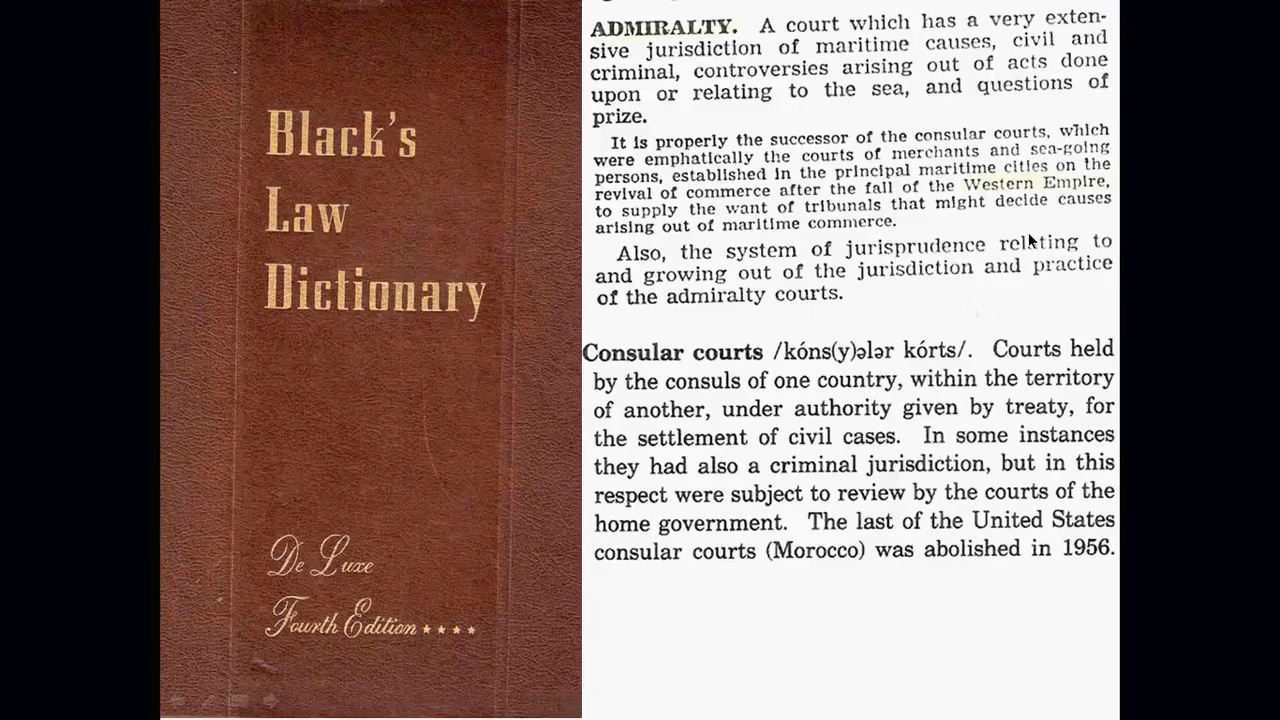 Black's
Law
Dictionary
De Luxe
Fourth Edition ★★★★
ADMIRALTY. A court which has a very exten-
sive jurisdiction of maritime causes, civil and
criminal, controversies arising out of acts done
upon or relating to the sea, and questions of
prize.
It is properly the successor of the consular courts, which
were emphatically the courts of merchants and sea-going
persons, established in the principal maritime cities on the
revival of commerce after the fall of the Western Empire,
to supply the want of tribunals that might decide causes
arising out of maritime commerce.
Also, the system of jurisprudence relating to
and growing out of the jurisdiction and practice
of the admiralty courts.
Consular courts /kóns(y)ələr kórts/. Courts held
by the consuls of one country, within the territory
of another, under authority given by treaty, for
the settlement of civil cases. In some instances
they had also a criminal jurisdiction, but in this
respect were subject to review by the courts of the
home government. The last of the United States
consular courts (Morocco) was abolished in 1956.